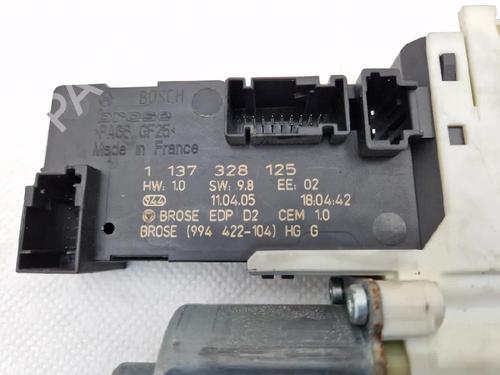 BOSCH
brose
>PA66 GF25<
Made in France
1 137 328 125
HW: 1.0 SW: 9.8 EE: 02
944 11.04.05 18:04:42
BROSE EDP D2 CEM 1.0
BROSE (994 422-104) HG G